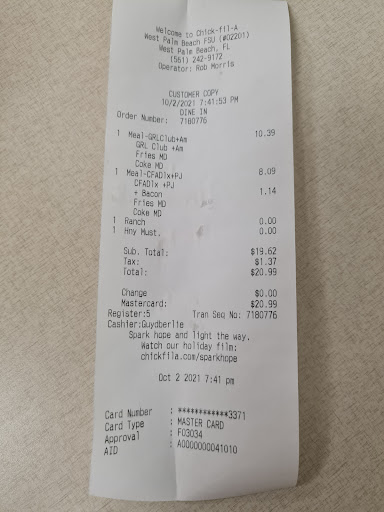 Welcome to Chick-fil-A
West Palm Beach FSU (#02201)
West Palm Beach, FL
(561) 242-9172
Operator: Rob Morris
CUSTOMER COPY
10/2/2021 7:41:53 PM
DINE IN
Order Number: 7180776
1 Meal-GRLClub+Am 10.39
GRL Club +Am
Fries MD
Coke MD
1 Meal-CFADlx+PJ 8.09
CFADlx +PJ
+ Bacon 1.14
Fries MD
Coke MD
1 Ranch 0.00
1 Hny Must. 0.00
Sub. Total: $19.62
Tax: $1.37
Total: $20.99
Change $0.00
Mastercard: $20.99
Register:5 Tran Seq No: 7180776
Cashier:Guydberlie
Spark hope and light the way.
Watch our holiday film:
chickfila.com/sparkhope
Oct 2 2021 7:41 pm
Card Number : ************3371
Card Type : MASTER CARD
Approval : F03034
AID : A0000000041010